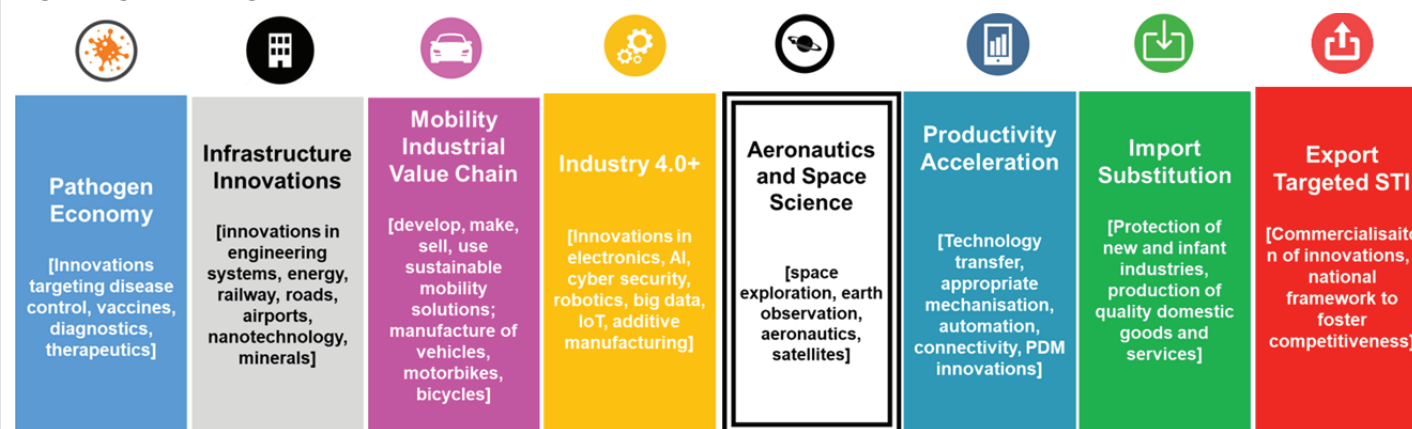 Pathogen
Economy
[Innovations
targeting disease
control, vaccines,
diagnostics,
therapeutics]
Infrastructure
Innovations
[innovations in
engineering
systems, energy,
railway, roads,
airports,
nanotechnology,
minerals]
Mobility
Industrial
Value Chain
[develop, make,
sell, use
sustainable
mobility
solutions;
manufacture of
vehicles,
motorbikes,
bicycles]
Industry 4.0+
[Innovations in
electronics, AI,
cyber security,
robotics, big data,
IoT, additive
manufacturing]
Aeronautics
and Space
Science
[space
exploration, earth
observation,
aeronautics,
satellites]
Productivity
Acceleration
[Technology
transfer,
appropriate
mechanisation,
automation,
connectivity, PDM
innovations]
Import
Substitution
[Protection of
new and infant
industries,
production of
quality domestic
goods and
services]
Export
Targeted STI
[Commercialisaito
n of innovations,
national
framework to
foster
competitiveness]